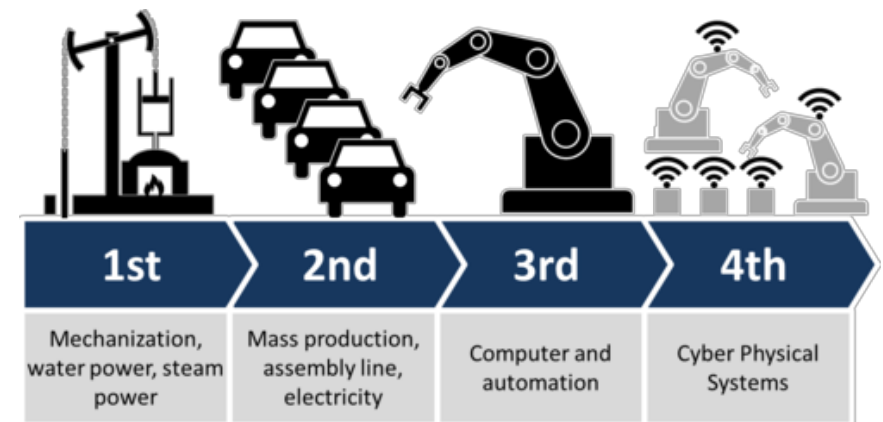 1st
2nd
3rd
4th
Mechanization,
water power, steam
power
Mass production,
assembly line,
electricity
Computer and
automation
Cyber Physical
Systems